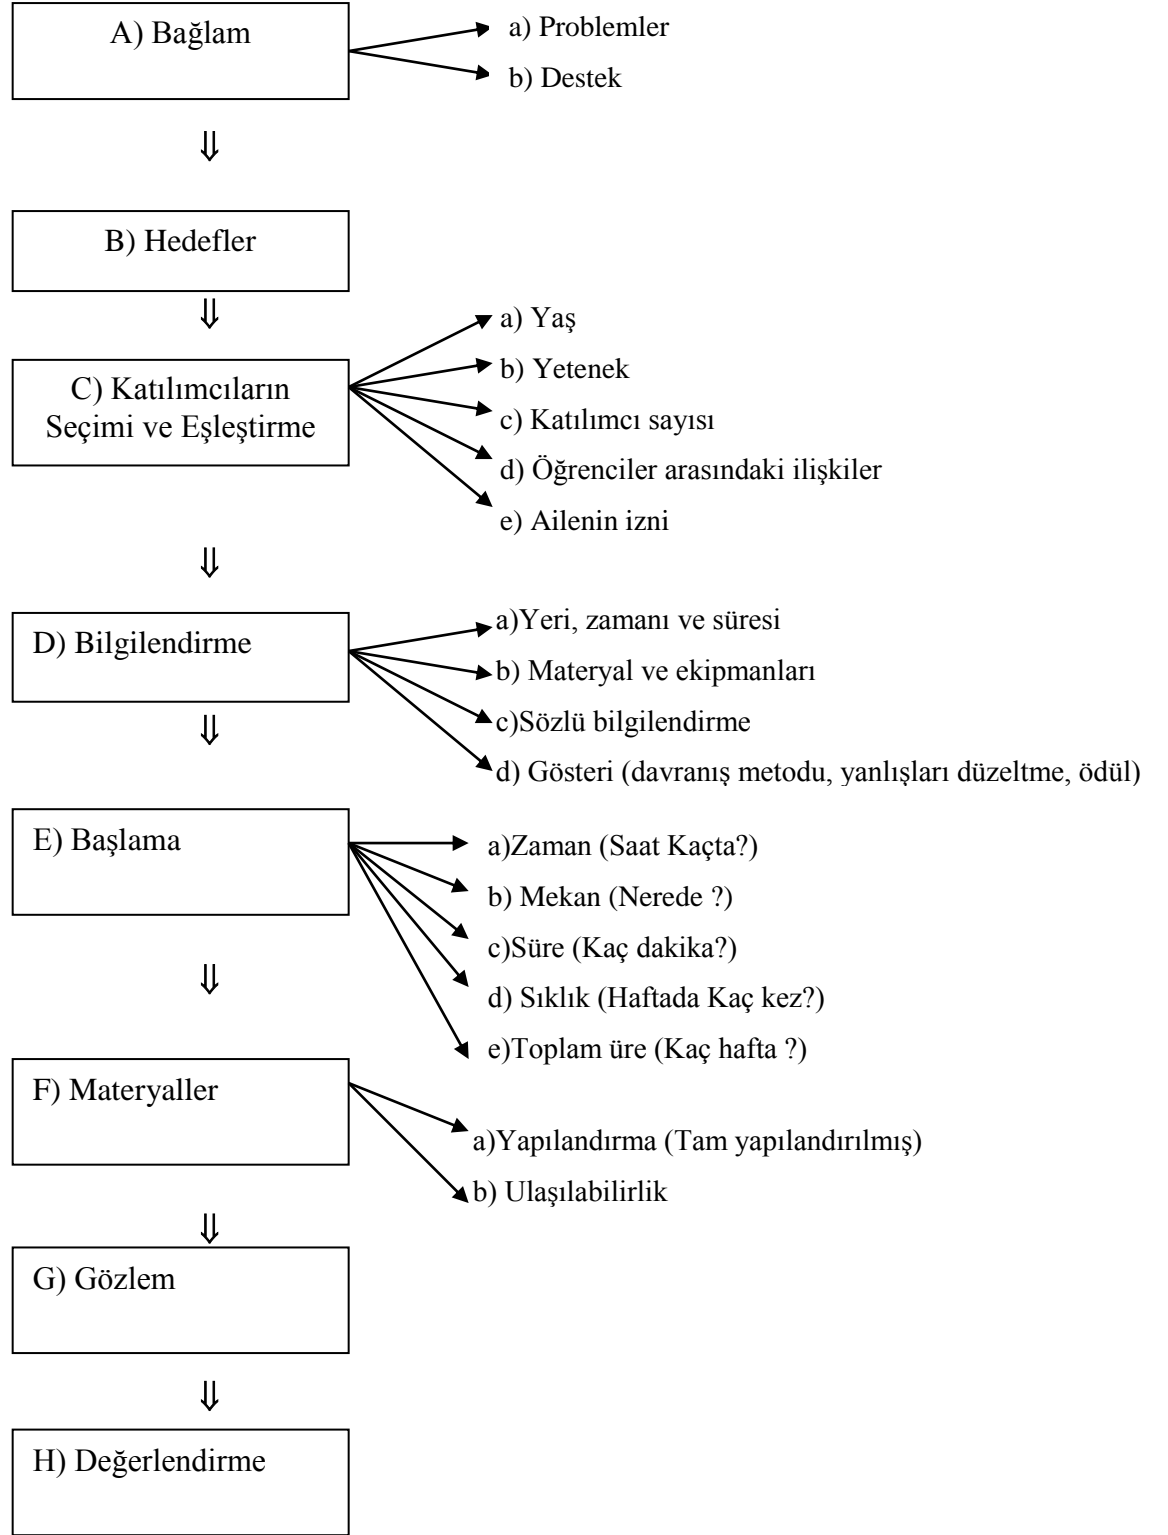 A) Bağlam
a) Problemler
b) Destek
⇓
B) Hedefler
⇓
C) Katılımcıların
Seçimi ve Eşleştirme
a) Yaş
b) Yetenek
c) Katılımcı sayısı
d) Öğrenciler arasındaki ilişkiler
e) Ailenin izni
⇓
D) Bilgilendirme
a)Yeri, zamanı ve süresi
b) Materyal ve ekipmanları
c)Sözlü bilgilendirme
d) Gösteri (davranış metodu, yanlışları düzeltme, ödül)
⇓
E) Başlama
a)Zaman (Saat Kaçta?)
b) Mekan (Nerede ?)
c)Süre (Kaç dakika?)
d) Sıklık (Haftada Kaç kez?)
e)Toplam üre (Kaç hafta ?)
⇓
F) Materyaller
a)Yapılandırma (Tam yapılandırılmış)
b) Ulaşılabilirlik
⇓
G) Gözlem
⇓
H) Değerlendirme